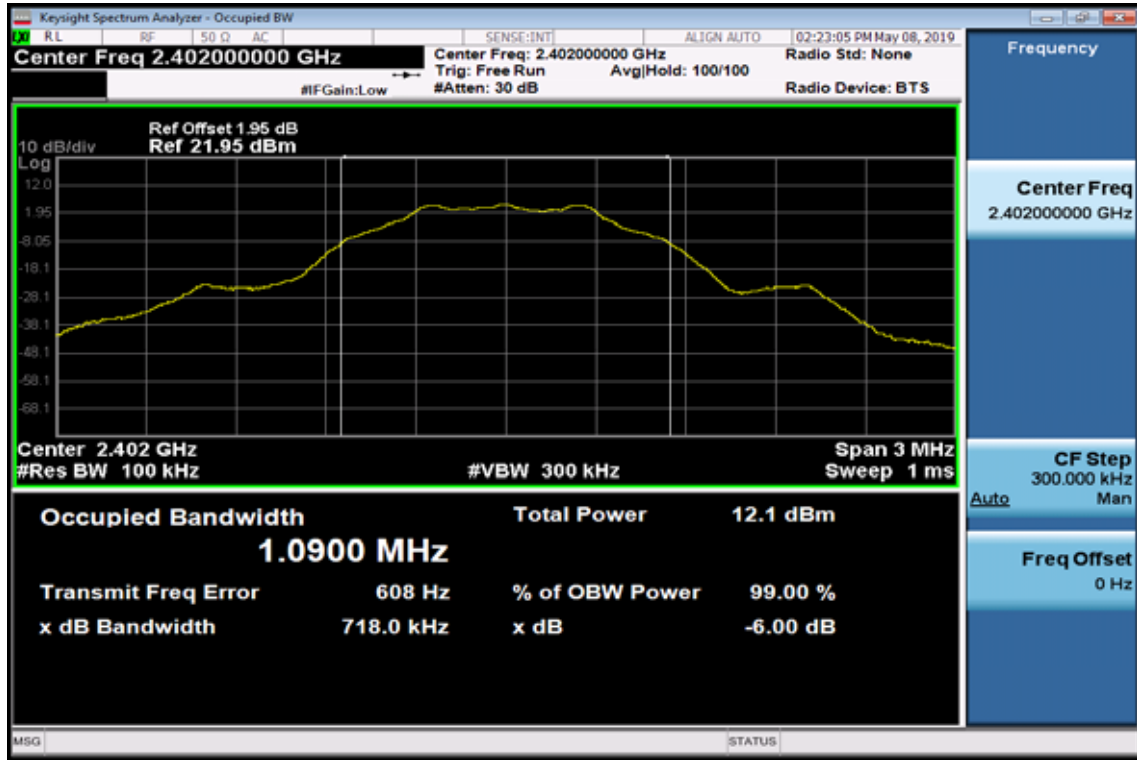 Keysight Spectrum Analyzer - Occupied BW
RL RF 50 Ω AC SENSE:INT ALIGN AUTO 02:23:05 PM May 08, 2019
Center Freq 2.402000000 GHz
Center Freq: 2.402000000 GHz Radio Std: None
Trig: Free Run Avg|Hold: 100/100
#IFGain:Low #Atten: 30 dB Radio Device: BTS
Ref Offset 1.95 dB
10 dB/div Ref 21.95 dBm
Log
12.0
1.95
-8.05
-18.1
-28.1
-38.1
-48.1
-58.1
-68.1
Center 2.402 GHz Span 3 MHz
#Res BW 100 kHz #VBW 300 kHz Sweep 1 ms
Occupied Bandwidth Total Power 12.1 dBm
1.0900 MHz
Transmit Freq Error 608 Hz % of OBW Power 99.00 %
x dB Bandwidth 718.0 kHz x dB -6.00 dB
MSG STATUS
Frequency
Center Freq
2.402000000 GHz
CF Step
300.000 kHz
Auto Man
Freq Offset
0 Hz